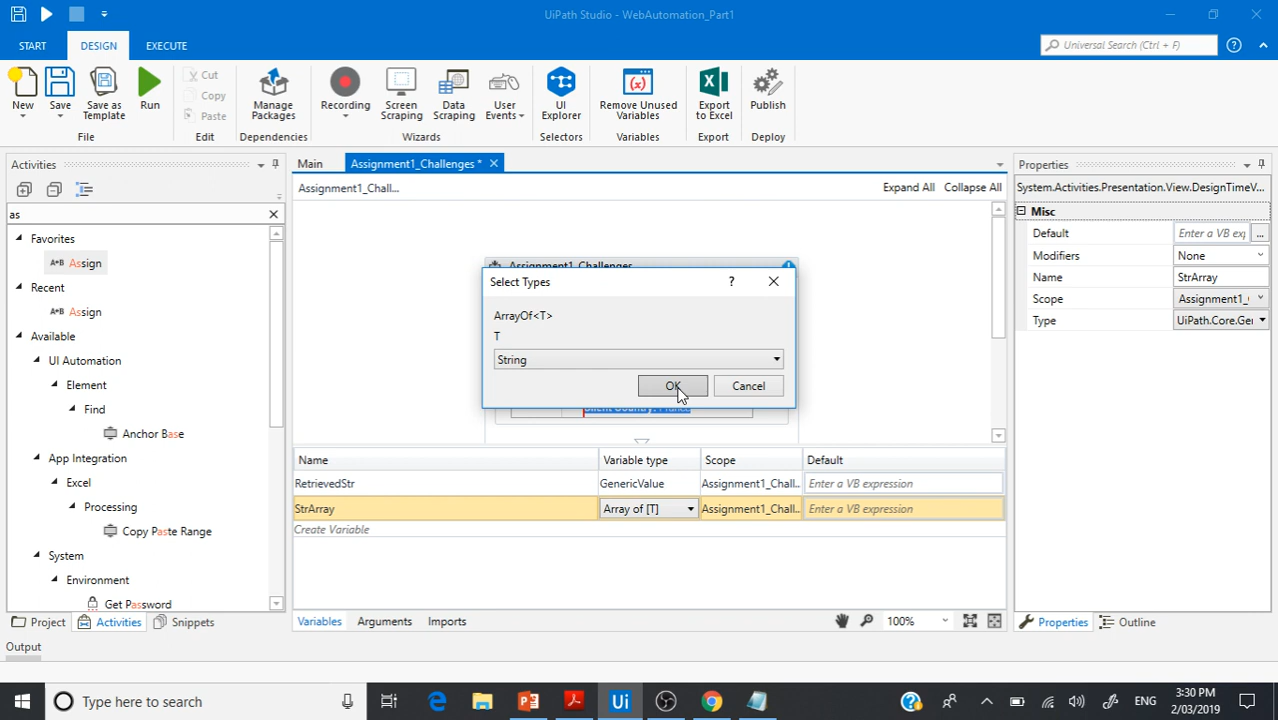 UiPath Studio - WebAutomation_Part1
START DESIGN EXECUTE
Universal Search (Ctrl + F)
New Save Save as Template Run
Cut
Copy
Paste
Manage Packages
Recording
Screen Scraping
Data Scraping
User Events
UI Explorer
Remove Unused Variables
Export to Excel
Publish
File Edit Dependencies Wizards Selectors Variables Export Deploy
Activities
Main Assignment1_Challenges *
Properties
Assignment1_Chall...
Expand All Collapse All
System.Activities.Presentation.View.DesignTimeV...
as
Misc
Favorites
Assign
Recent
Assign
Available
UI Automation
Element
Find
Anchor Base
App Integration
Excel
Processing
Copy Paste Range
System
Environment
Get Password
Assignment1_Challenges
Select Types
?
ArrayOf<T>
T
String
OK Cancel
Client Country: France
Default Enter a VB exp
Modifiers None
Name StrArray
Scope Assignment1_
Type UiPath.Core.Ger
Name Variable type Scope Default
RetrievedStr GenericValue Assignment1_Chall.. Enter a VB expression
StrArray Array of [T] Assignment1_Chall.. Enter a VB expression
Create Variable
Project Activities Snippets
Variables Arguments Imports
100%
Properties Outline
Output
Type here to search
Ui
ENG
3:30 PM
2/03/2019